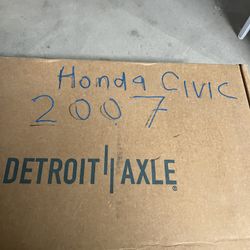 Honda CIVIC
2007
DETROIT AXLE®